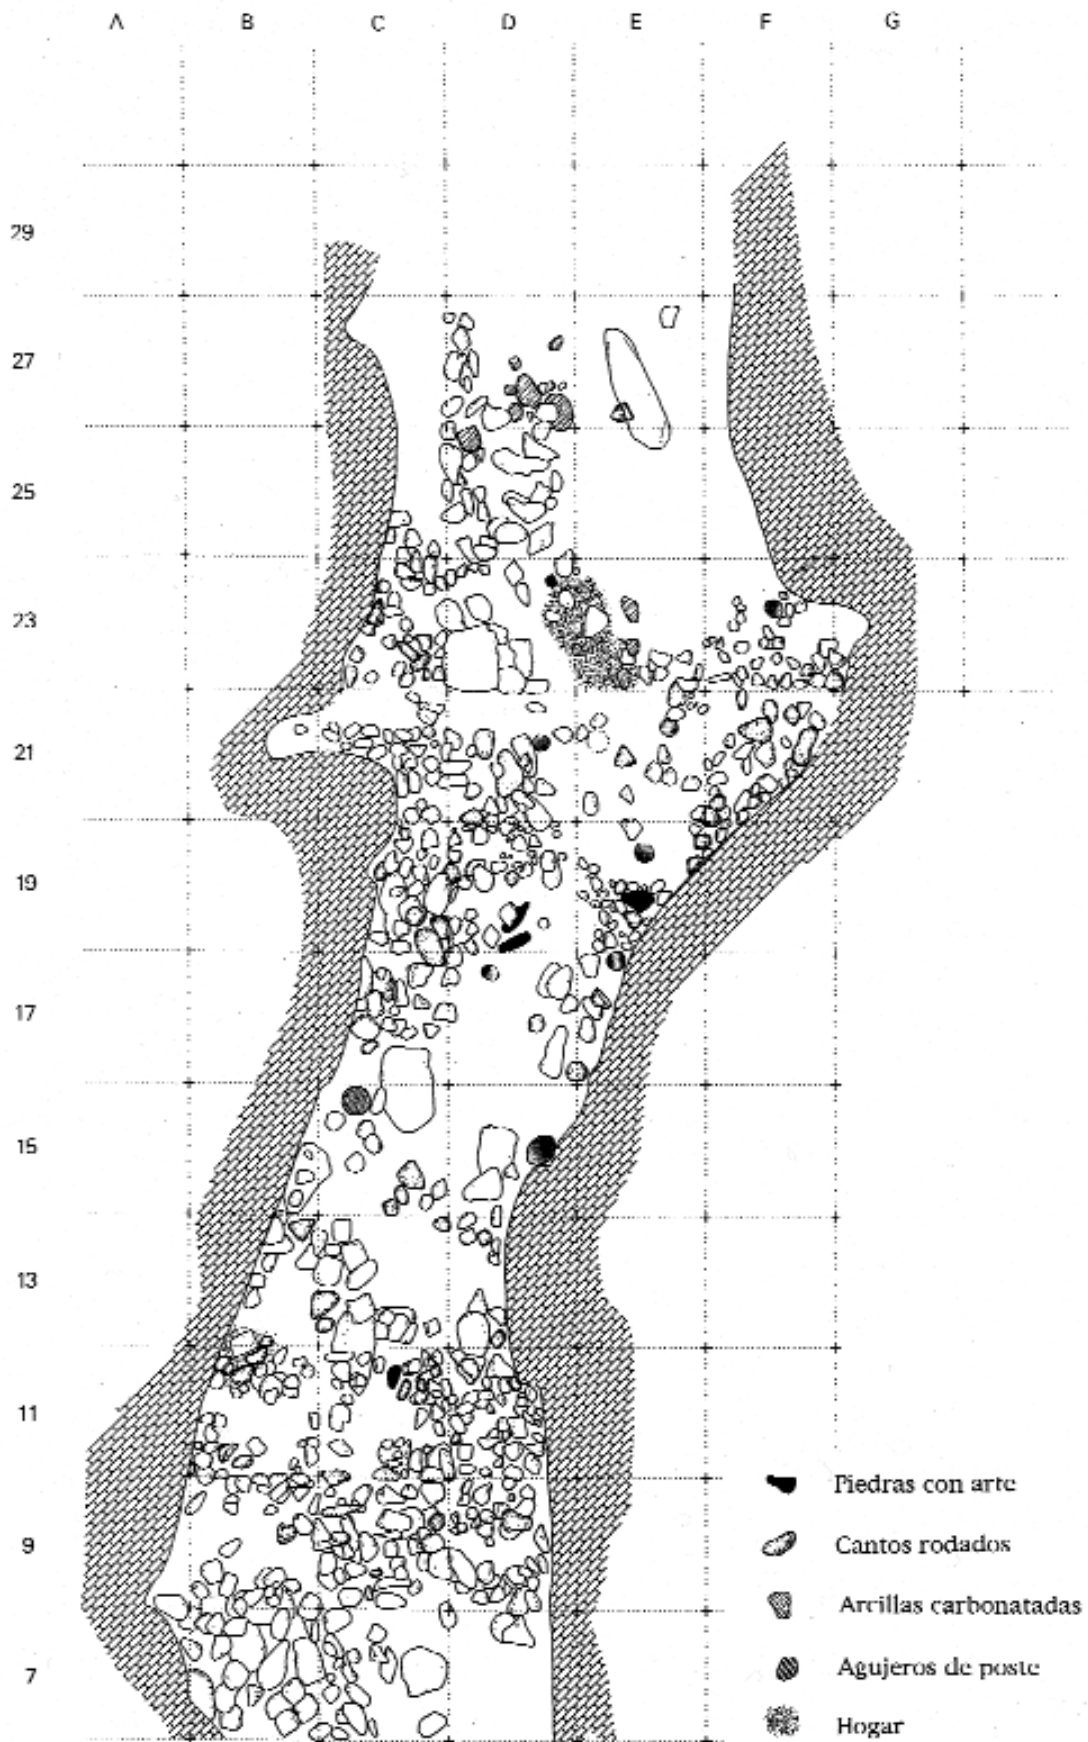 A B C D E F G
29
27
25
23
21
19
17
15
13
11
9
7
Piedras con arte
Cantos rodados
Arcillas carbonatadas
Agujeros de poste
Hogar